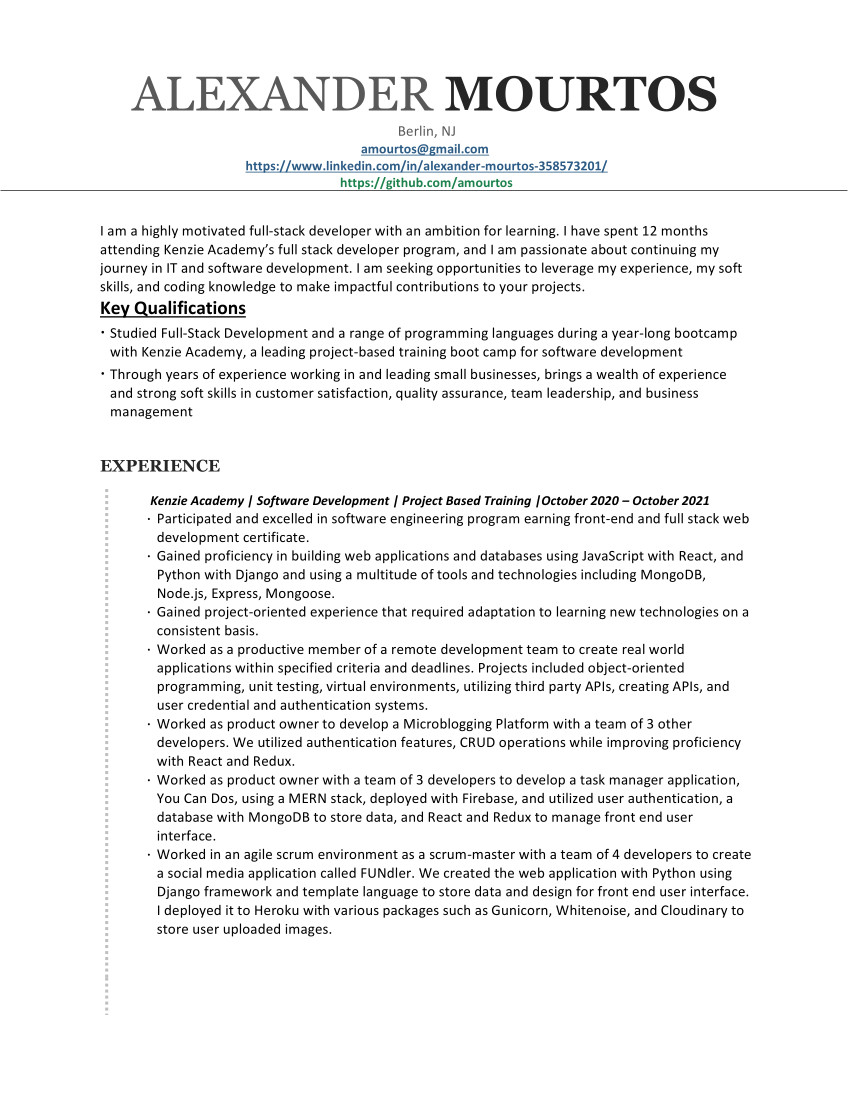 ALEXANDER MOURTOS
Berlin, NJ
amourtos@gmail.com
https://www.linkedin.com/in/alexander-mourtos-358573201/
https://github.com/amourtos
I am a highly motivated full-stack developer with an ambition for learning. I have spent 12 months
attending Kenzie Academy’s full stack developer program, and I am passionate about continuing my
journey in IT and software development. I am seeking opportunities to leverage my experience, my soft
skills, and coding knowledge to make impactful contributions to your projects.
Key Qualifications
· Studied Full-Stack Development and a range of programming languages during a year-long bootcamp
with Kenzie Academy, a leading project-based training boot camp for software development
· Through years of experience working in and leading small businesses, brings a wealth of experience
and strong soft skills in customer satisfaction, quality assurance, team leadership, and business
management
EXPERIENCE
Kenzie Academy | Software Development | Project Based Training |October 2020 – October 2021
· Participated and excelled in software engineering program earning front-end and full stack web
development certificate.
· Gained proficiency in building web applications and databases using JavaScript with React, and
Python with Django and using a multitude of tools and technologies including MongoDB,
Node.js, Express, Mongoose.
· Gained project-oriented experience that required adaptation to learning new technologies on a
consistent basis.
· Worked as a productive member of a remote development team to create real world
applications within specified criteria and deadlines. Projects included object-oriented
programming, unit testing, virtual environments, utilizing third party APIs, creating APIs, and
user credential and authentication systems.
· Worked as product owner to develop a Microblogging Platform with a team of 3 other
developers. We utilized authentication features, CRUD operations while improving proficiency
with React and Redux.
· Worked as product owner with a team of 3 developers to develop a task manager application,
You Can Dos, using a MERN stack, deployed with Firebase, and utilized user authentication, a
database with MongoDB to store data, and React and Redux to manage front end user
interface.
· Worked in an agile scrum environment as a scrum-master with a team of 4 developers to create
a social media application called FUNdler. We created the web application with Python using
Django framework and template language to store data and design for front end user interface.
I deployed it to Heroku with various packages such as Gunicorn, Whitenoise, and Cloudinary to
store user uploaded images.